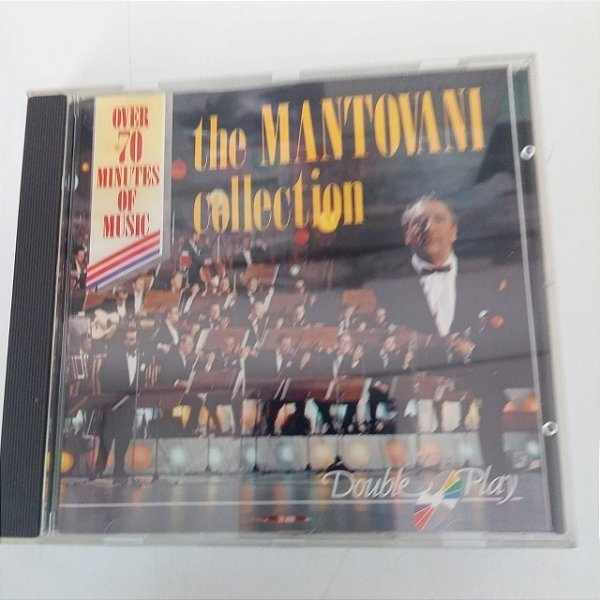 OVER
70
MINUTES
OF
MUSIC
the MANTOVANI
collection
Double Play